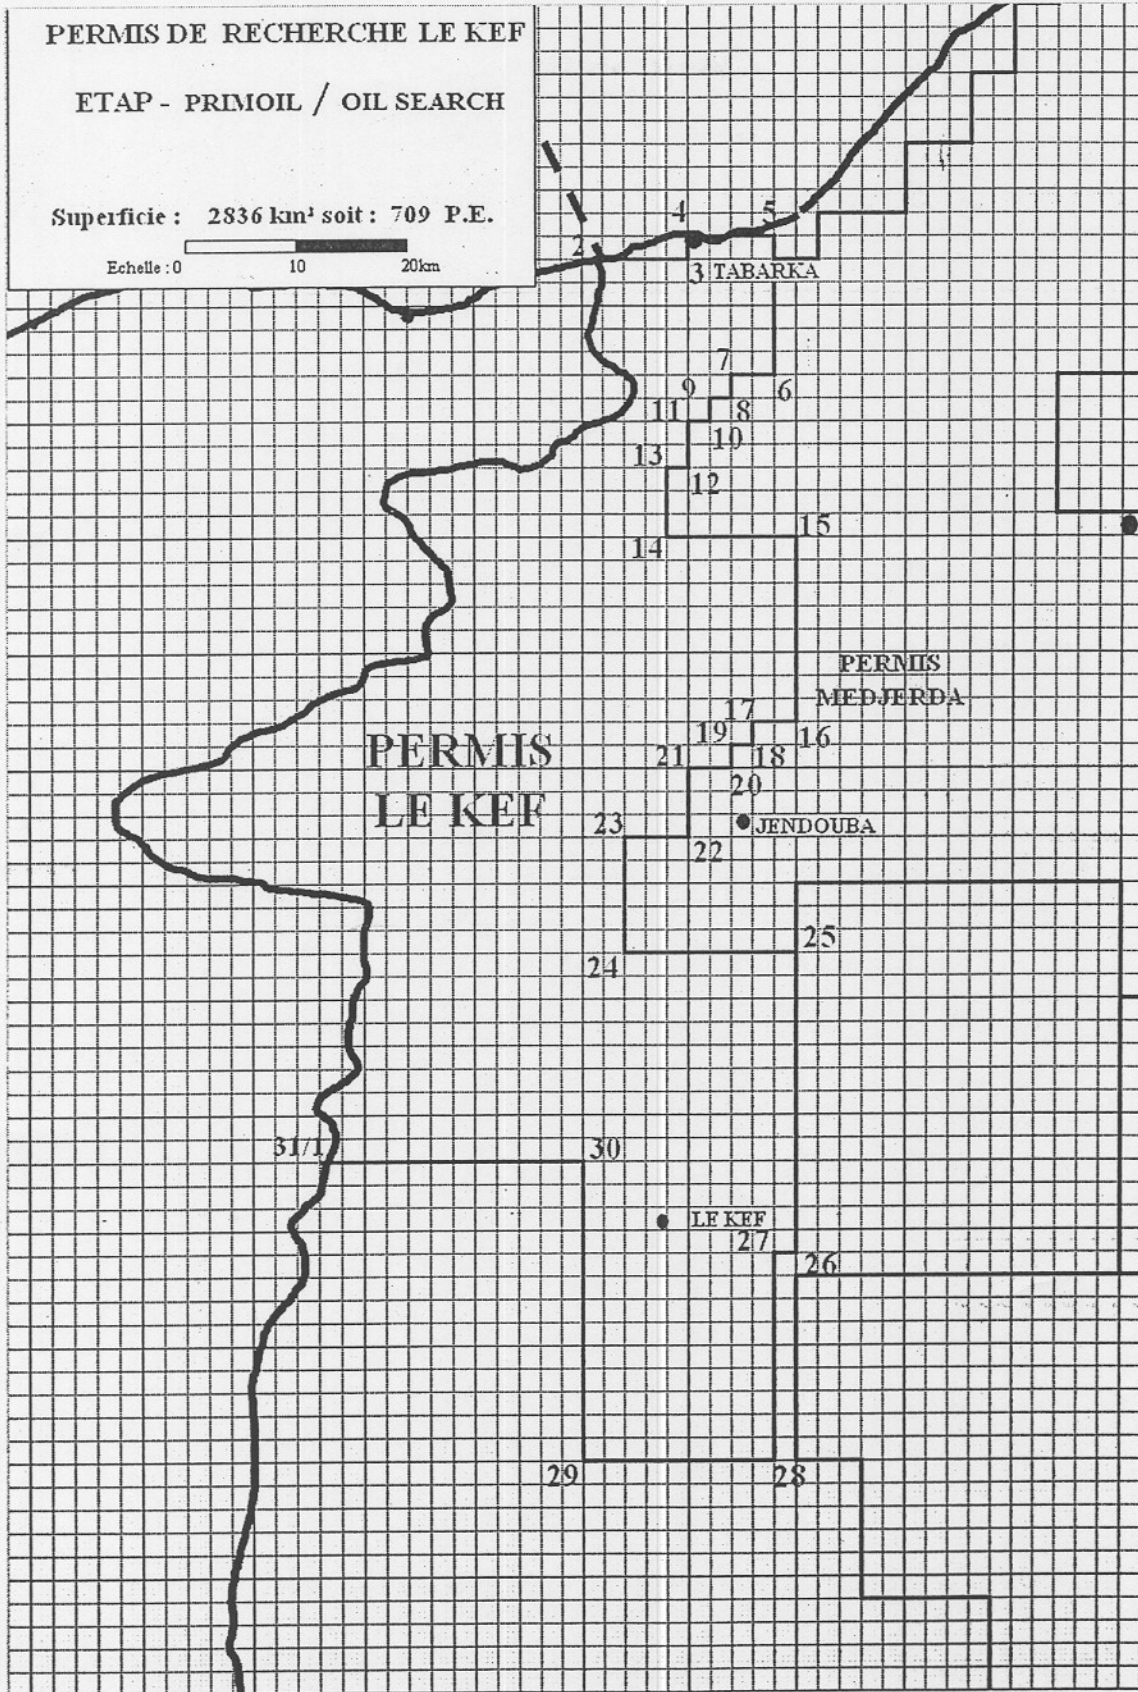 PERMIS DE RECHERCHE LE KEF
ETAP - PRIMOIL / OIL SEARCH
Superficie : 2836 km² soit : 709 P.E.
Echelle : 0 10 20km
4 5
2
3 TABARKA
7
9 6
11 8
10
13
12
15
14
PERMIS
MEDJERDA
17
19 16
21 18
20
PERMIS
LE KEF
JENDOUBA
23
22
25
24
31/1 30
LE KEF
27
26
29 28